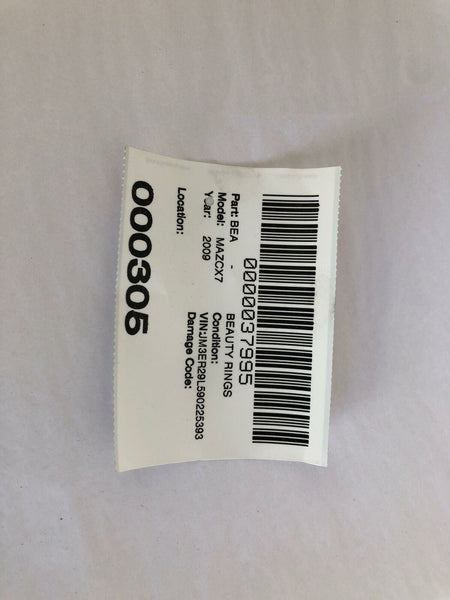 0000037995
Part: BEA - BEAUTY RINGS
Model: MAZCX7 Condition:
Year: 2009 VIN:JM3ER29L590225393
Damage Code:
Location:
000305